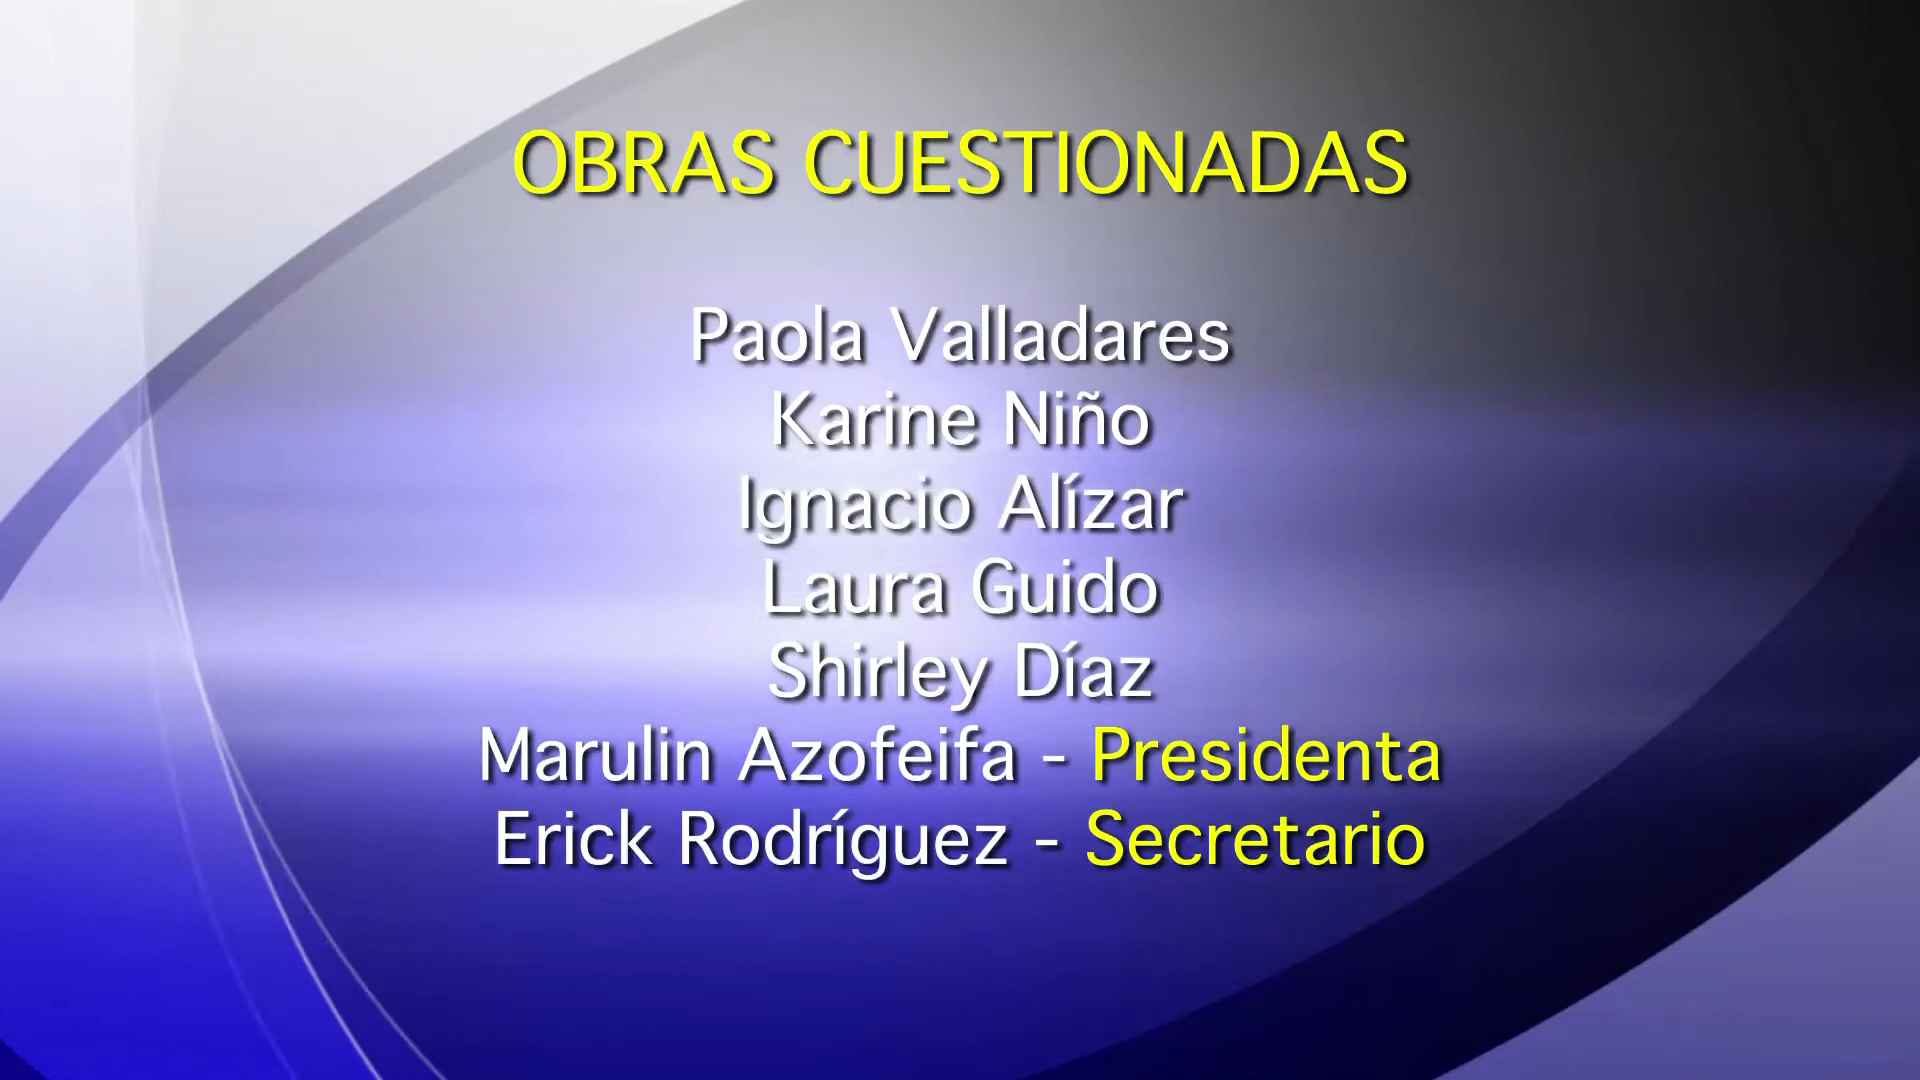 OBRAS CUESTIONADAS
Paola Valladares
Karine Niño
Ignacio Alízar
Laura Guido
Shirley Díaz
Marulin Azofeifa - Presidenta
Erick Rodríguez - Secretario